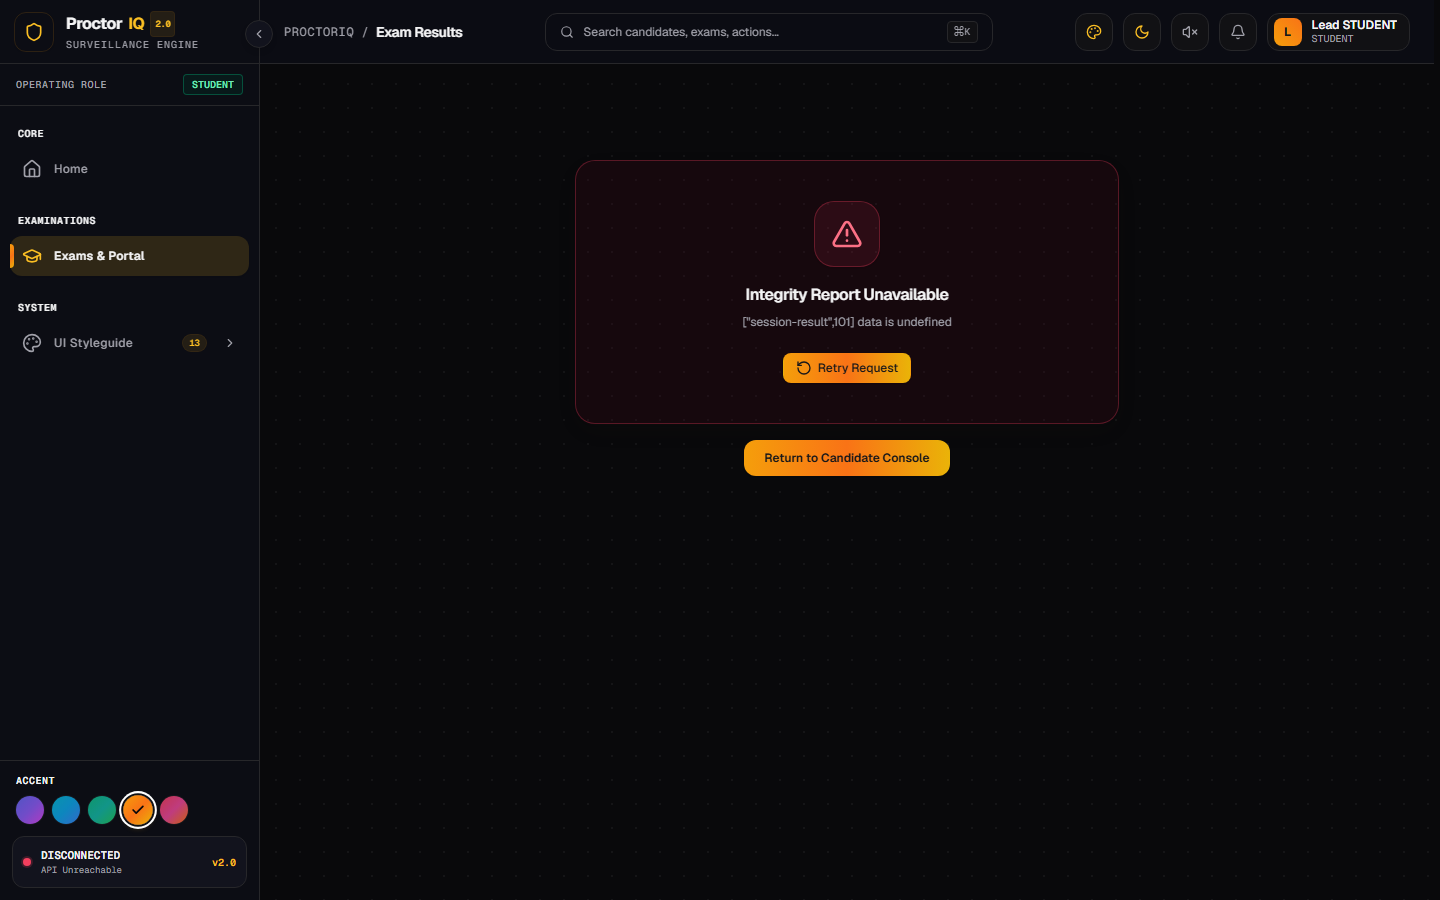 Proctor IQ 2.0
SURVEILLANCE ENGINE
PROCTORIQ / Exam Results
Search candidates, exams, actions...
⌘K
L
Lead STUDENT
STUDENT
OPERATING ROLE
STUDENT
CORE
Home
EXAMINATIONS
Exams & Portal
SYSTEM
UI Styleguide
13
Integrity Report Unavailable
["session-result",101] data is undefined
Retry Request
Return to Candidate Console
ACCENT
DISCONNECTED
API Unreachable
v2.0